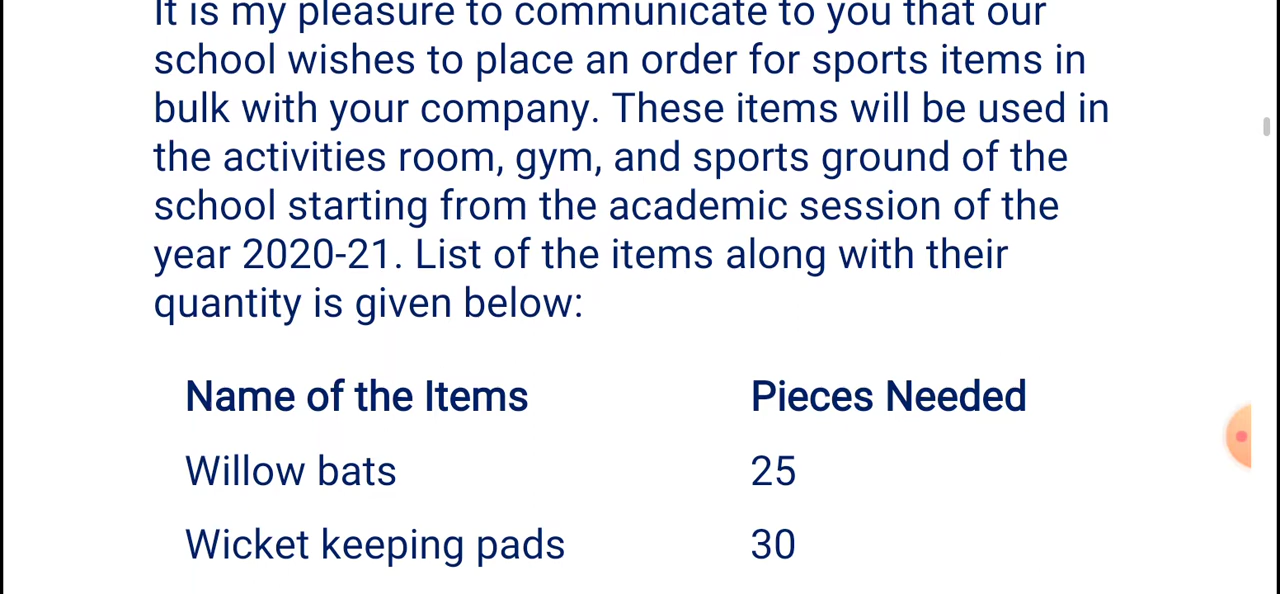 It is my pleasure to communicate to you that our
school wishes to place an order for sports items in
bulk with your company. These items will be used in
the activities room, gym, and sports ground of the
school starting from the academic session of the
year 2020-21. List of the items along with their
quantity is given below:
Name of the Items Pieces Needed
Willow bats 25
Wicket keeping pads 30